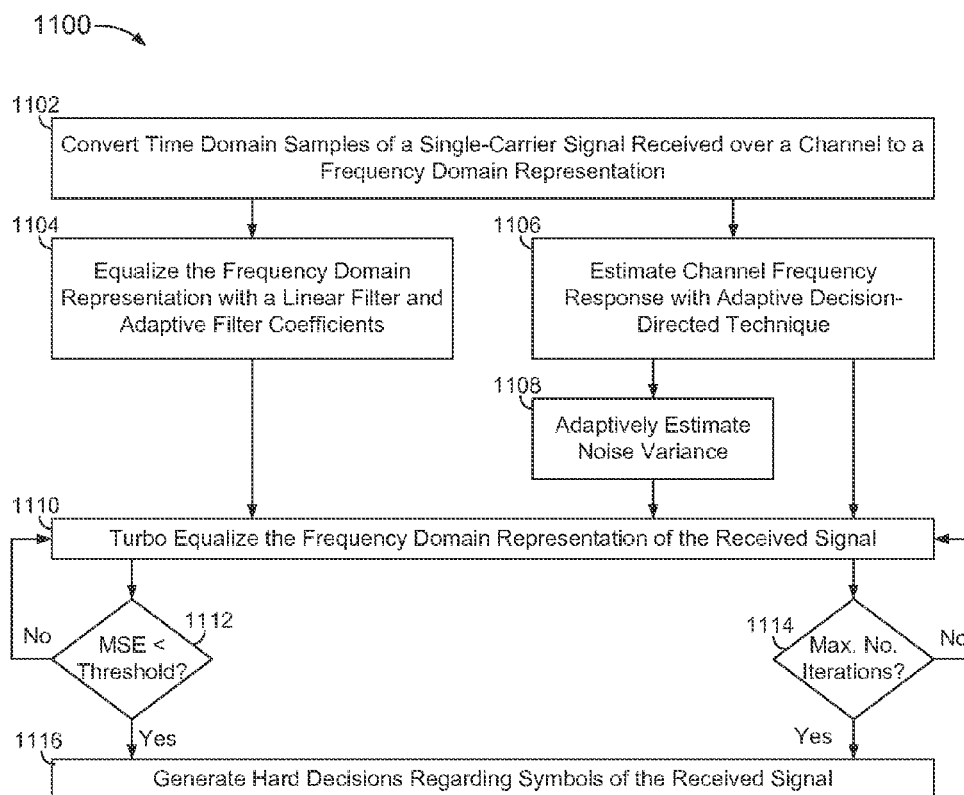 1100
1102
Convert Time Domain Samples of a Single-Carrier Signal Received over a Channel to a
Frequency Domain Representation
1104
Equalize the Frequency Domain
Representation with a Linear Filter and
Adaptive Filter Coefficients
1106
Estimate Channel Frequency
Response with Adaptive Decision-
Directed Technique
1108
Adaptively Estimate
Noise Variance
1110
Turbo Equalize the Frequency Domain Representation of the Received Signal
No
MSE <
Threshold?
1112
Yes
1114
Max. No.
Iterations?
No
Yes
1116
Generate Hard Decisions Regarding Symbols of the Received Signal